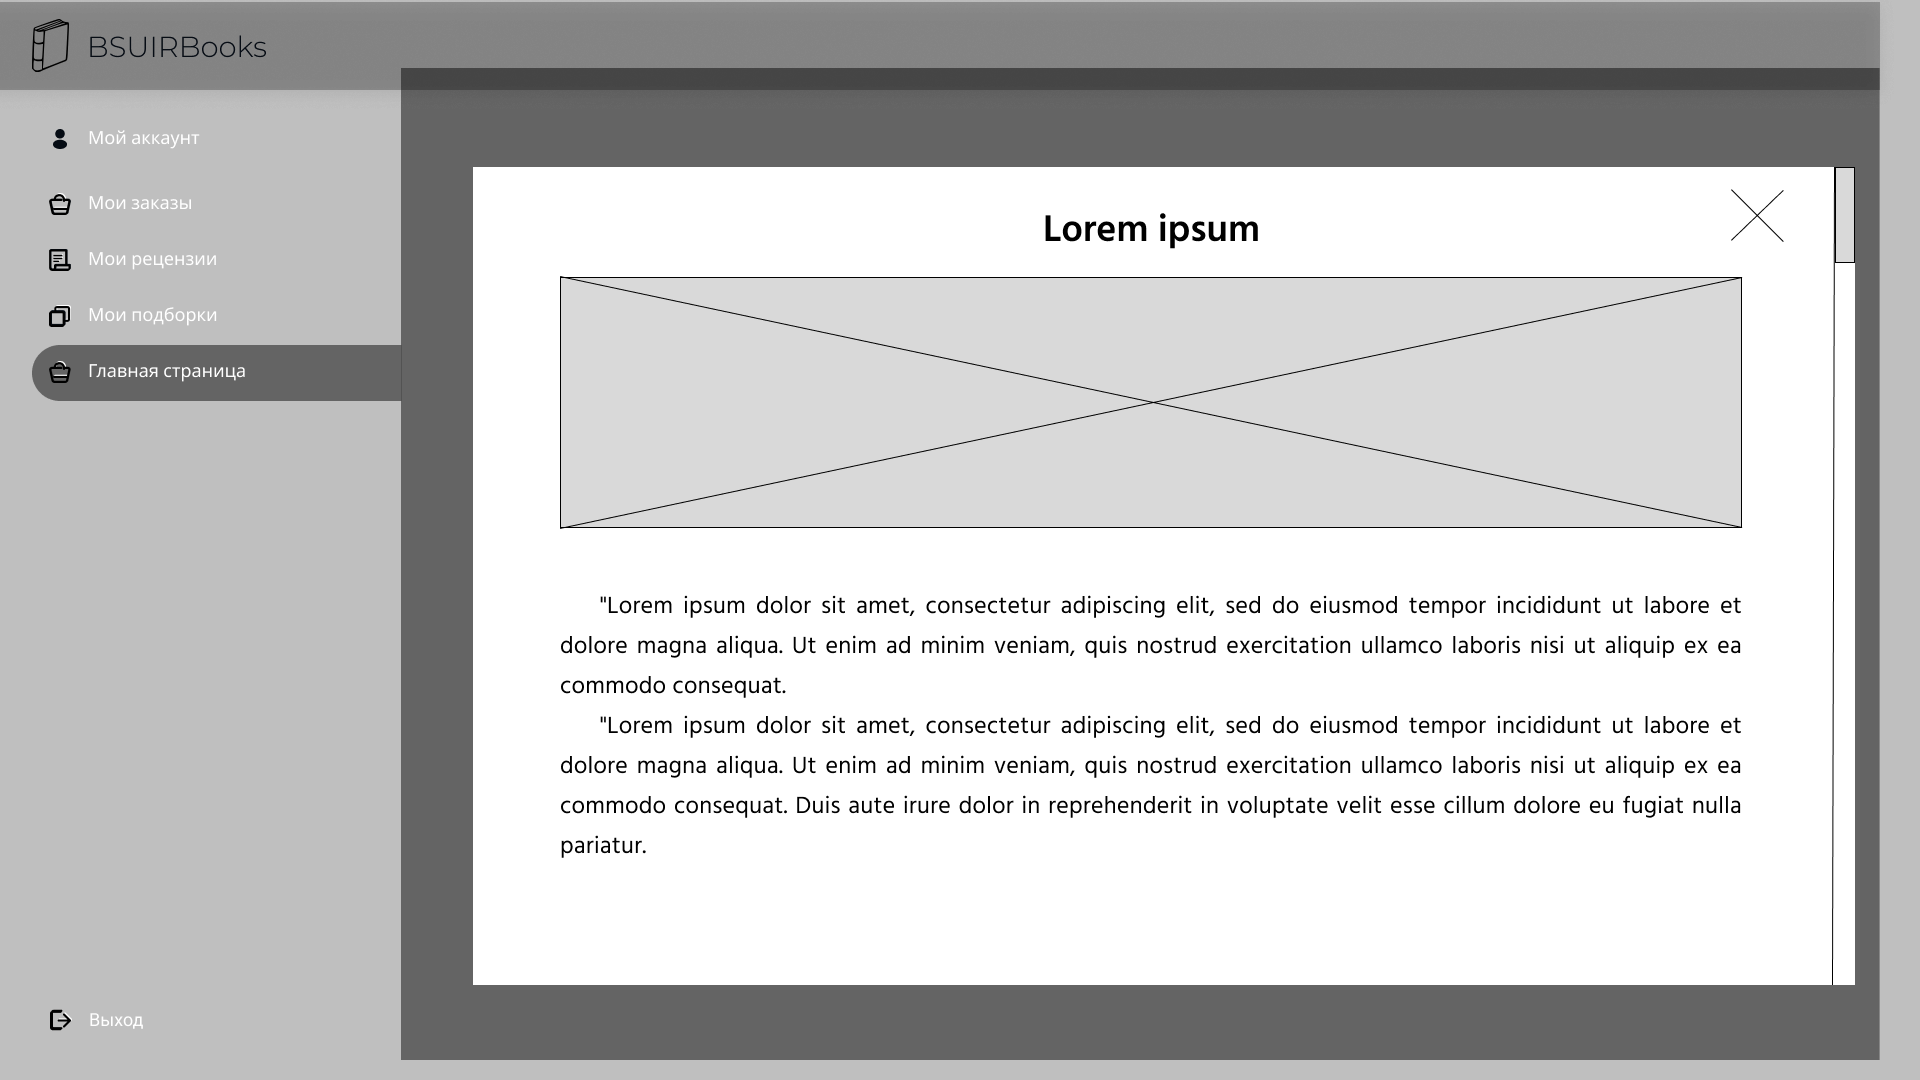 BSUIRBooks
Мой аккаунт
Мои заказы
Мои рецензии
Мои подборки
Главная страница
Выход
Lorem ipsum
"Lorem ipsum dolor sit amet, consectetur adipiscing elit, sed do eiusmod tempor incididunt ut labore et
dolore magna aliqua. Ut enim ad minim veniam, quis nostrud exercitation ullamco laboris nisi ut aliquip ex ea
commodo consequat.
"Lorem ipsum dolor sit amet, consectetur adipiscing elit, sed do eiusmod tempor incididunt ut labore et
dolore magna aliqua. Ut enim ad minim veniam, quis nostrud exercitation ullamco laboris nisi ut aliquip ex ea
commodo consequat. Duis aute irure dolor in reprehenderit in voluptate velit esse cillum dolore eu fugiat nulla
pariatur.